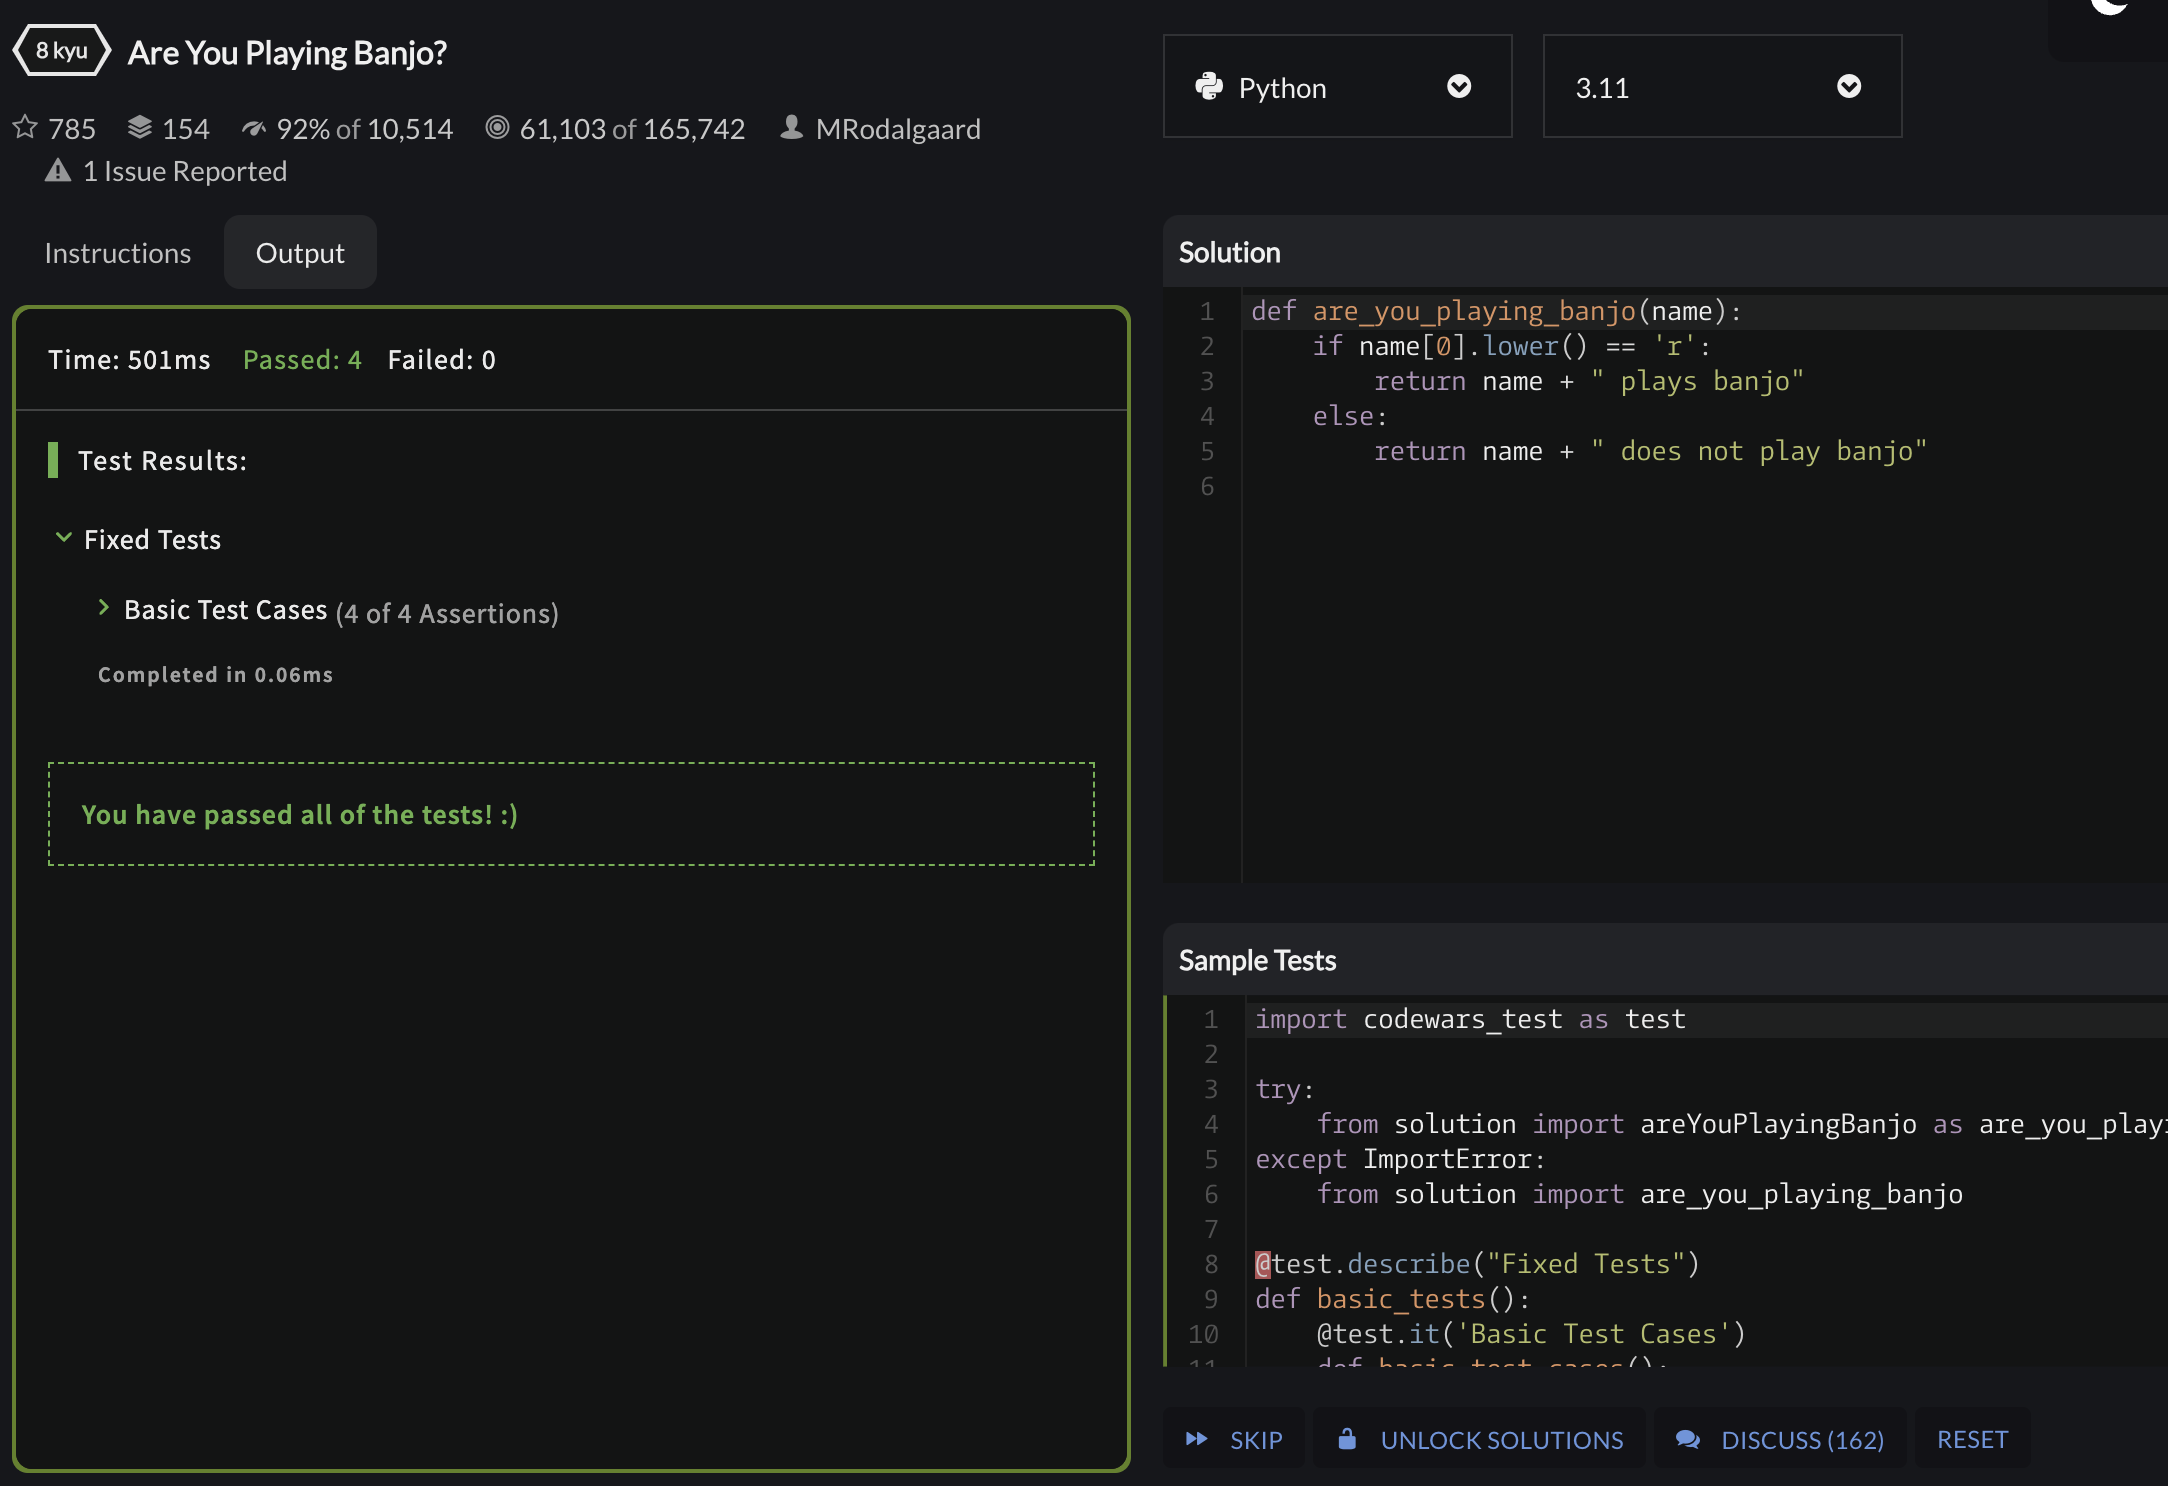 8 kyu Are You Playing Banjo?
785 154 92% of 10,514 61,103 of 165,742 MRodalgaard
1 Issue Reported
Instructions Output
Time: 501ms Passed: 4 Failed: 0
Test Results:
Fixed Tests
Basic Test Cases (4 of 4 Assertions)
Completed in 0.06ms
You have passed all of the tests! :)
Python 3.11
Solution
1 def are_you_playing_banjo(name):
2     if name[0].lower() == 'r':
3         return name + " plays banjo"
4     else:
5         return name + " does not play banjo"
6
Sample Tests
1 import codewars_test as test
2
3 try:
4     from solution import areYouPlayingBanjo as are_you_playi
5 except ImportError:
6     from solution import are_you_playing_banjo
7
8 @test.describe("Fixed Tests")
9 def basic_tests():
10     @test.it('Basic Test Cases')
11     def basic_test_cases():
SKIP UNLOCK SOLUTIONS DISCUSS (162) RESET